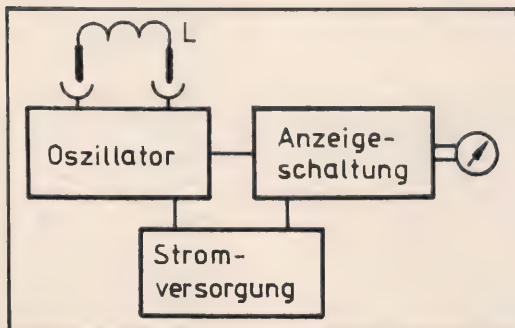 L
Oszillator
Anzeige-
schaltung
Strom-
versorgung